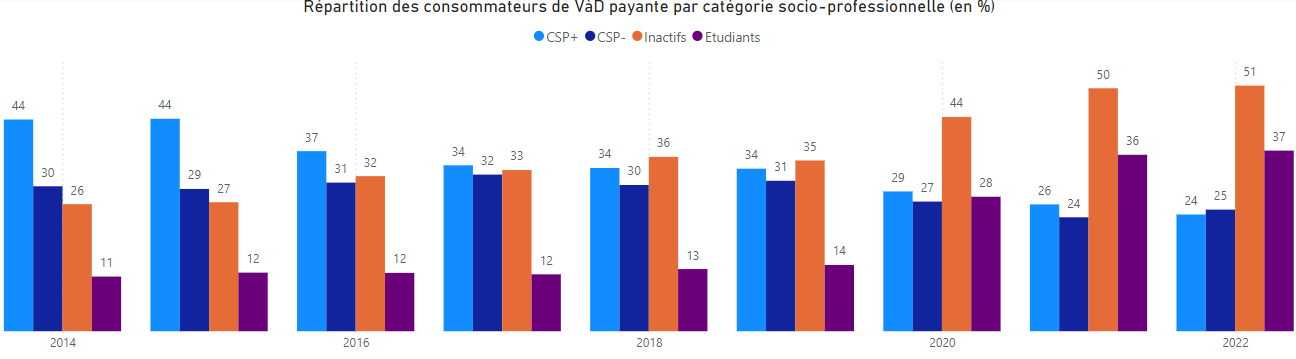 Répartition des consommateurs de VàD payante par catégorie socio-professionnelle (en %)
CSP+ CSP- Inactifs Etudiants
44 30 26 11
44 29 27 12
37 31 32 12
34 32 33 12
34 30 36 13
34 31 35 14
29 27 44 28
26 24 50 36
24 25 51 37
2014 2016 2018 2020 2022